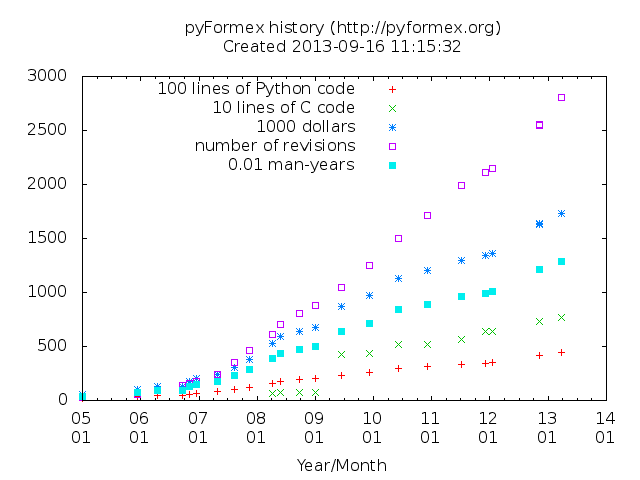 pyFormex history (http://pyformex.org)
Created 2013-09-16 11:15:32
3000
2500
2000
1500
1000
500
0
100 lines of Python code
10 lines of C code
1000 dollars
number of revisions
0.01 man-years
05 06 07 08 09 10 11 12 13 14
01 01 01 01 01 01 01 01 01 01
Year/Month